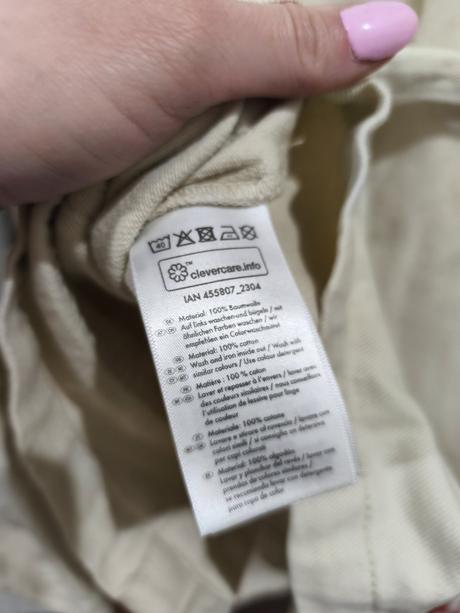 40
clevercare.info
IAN 455807_2304
Material: 100% Baumwolle
Auf links waschen und bügeln / mit
ähnlichen Farben waschen / wir
empfehlen ein Colorwaschmittel
Material: 100% cotton
Wash and iron inside out / Wash with
similar colours / Use colour detergent
Matière : 100 % coton
Laver et repasser à l'envers / laver avec
des couleurs similaires / nous conseillons
l'utilisation de lessive pour linge
de couleur
Materiale: 100% cotone
Lavare e stirare al rovescio / lavare con
colori simili / si consiglia un detersivo
per capi colorati
Material: 100% algodón
Lavar y planchar del revés / lavar con
prendas de colores similares /
se recomienda lavar con detergente
para ropa de color